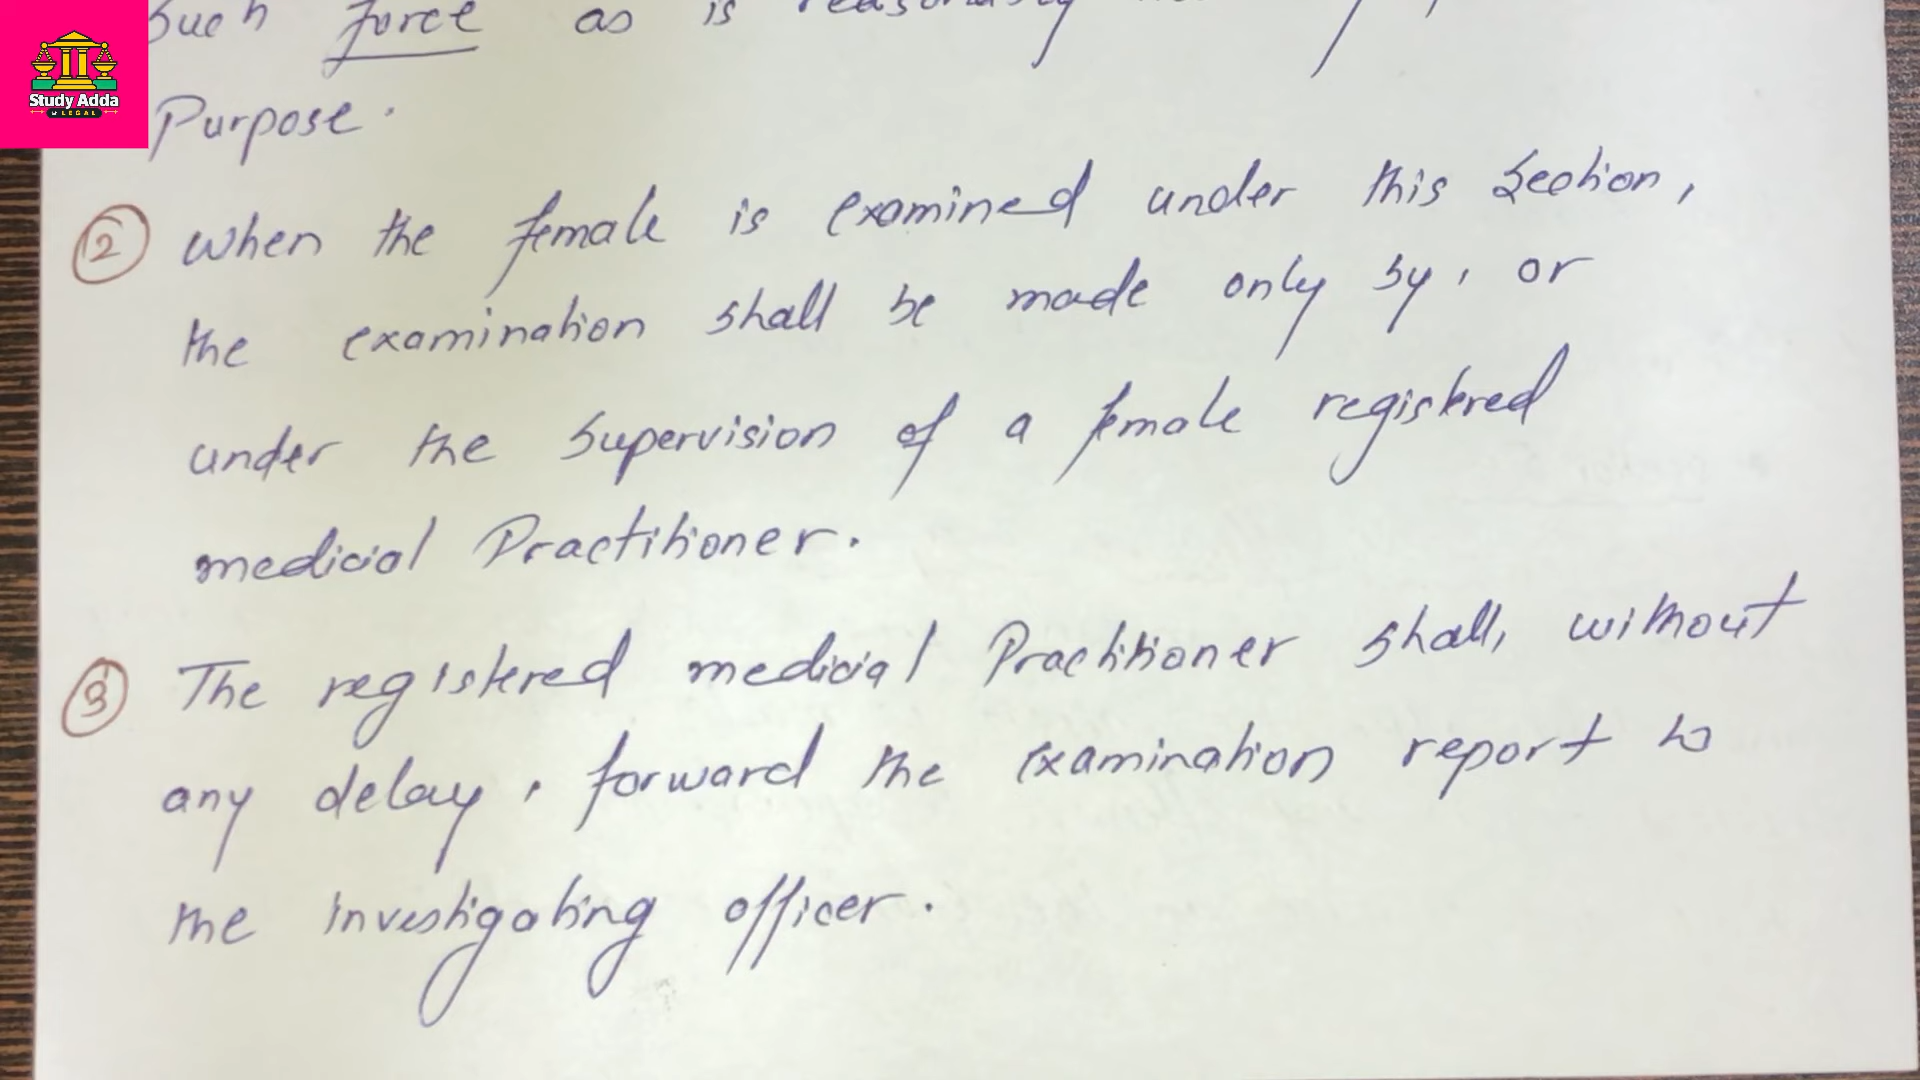 Such force as is reasonably
Study Adda
LEGAL
Purpose.
② When the female is examined under this Section,
the examination shall be made only by, or
under the Supervision of a female registered
medical Practitioner.
③ The registered medical Practitioner shall, without
any delay, forward the examination report to
the investigating officer.